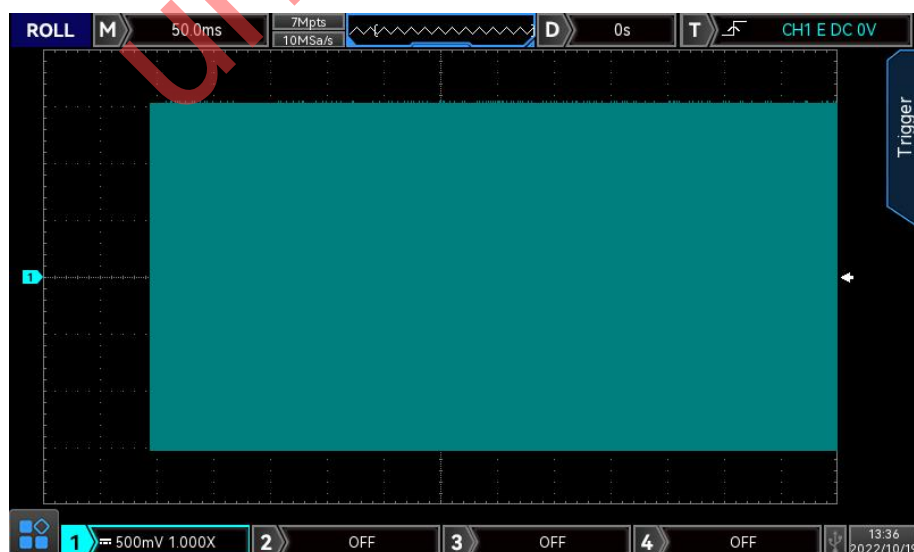 ROLL M 50.0ms 7Mpts D 0s T CH1 E DC 0V
10MSa/s
Trigger
1
1 500mV 1.000X 2 OFF 3 OFF 4 OFF 13:36